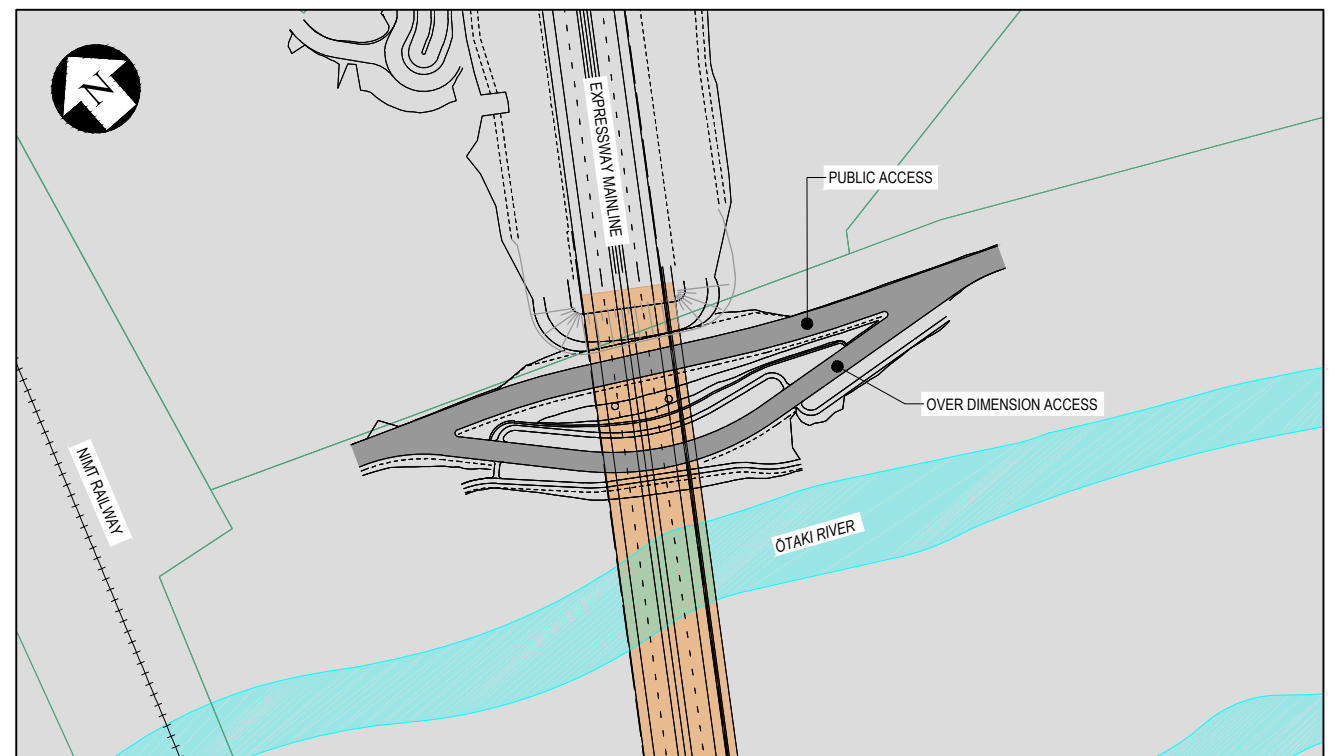 N
EXPRESSWAY MAINLINE
PUBLIC ACCESS
OVER DIMENSION ACCESS
NIMT RAILWAY
ŌTAKI RIVER